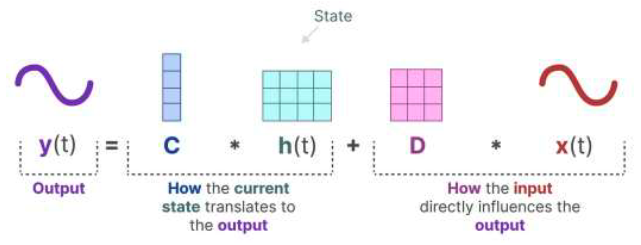 State
y(t) = C * h(t) + D * x(t)
Output
How the current
state translates to
the output
How the input
directly influences the
output